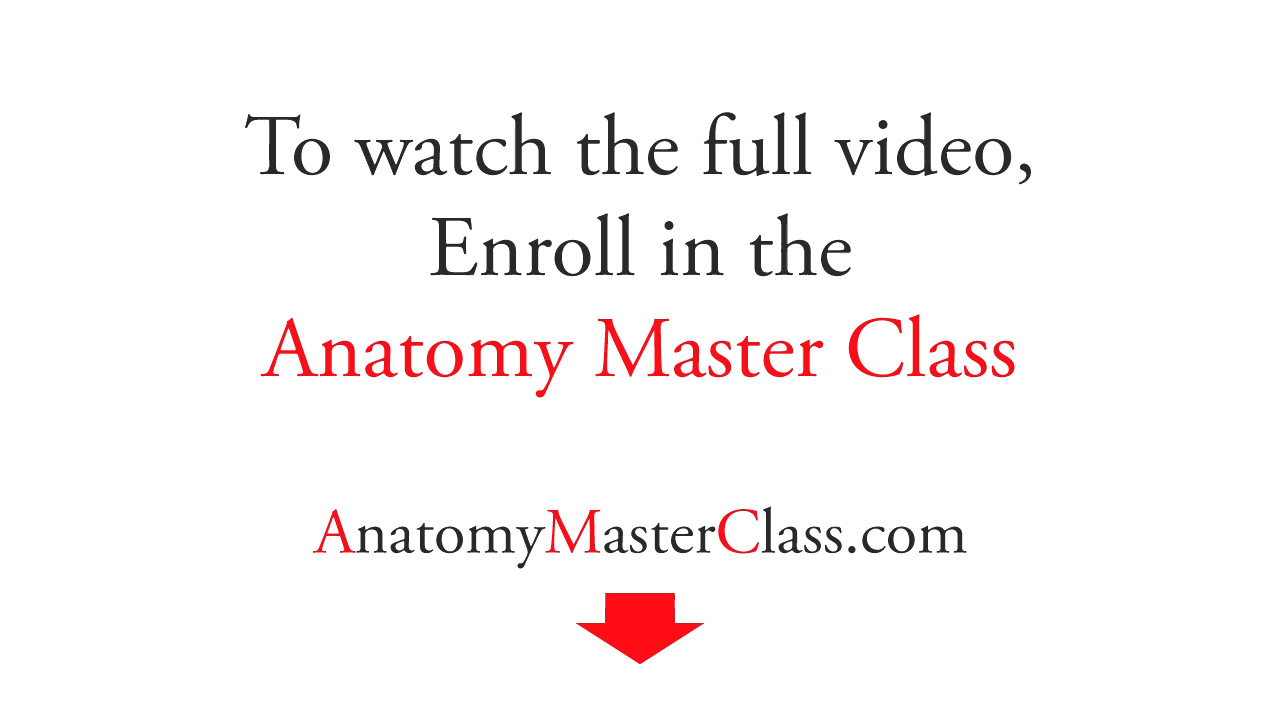 To watch the full video,
Enroll in the
Anatomy Master Class
AnatomyMasterClass.com